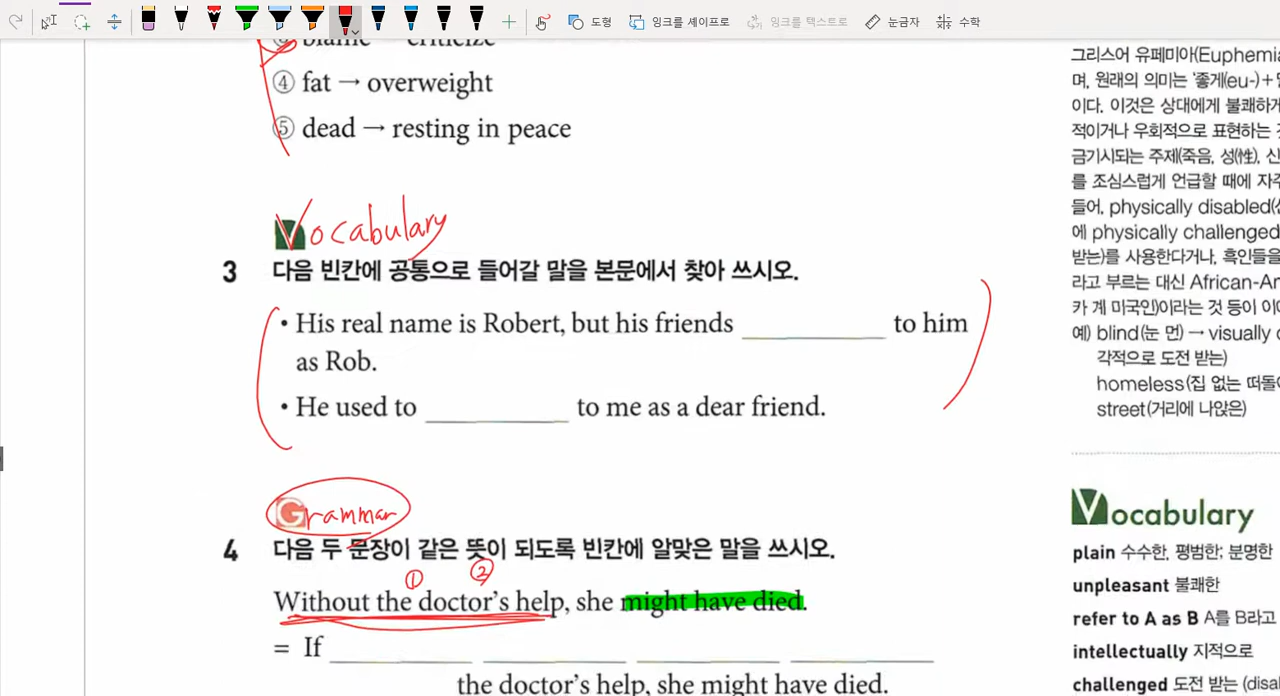 도형
잉크를 셰이프로
잉크를 텍스트로
눈금자
수학
③ blame criticize
④ fat → overweight
⑤ dead → resting in peace
Vocabulary
3 다음 빈칸에 공통으로 들어갈 말을 본문에서 찾아 쓰시오.
• His real name is Robert, but his friends to him
as Rob.
• He used to to me as a dear friend.
Grammar
4 다음 두 문장이 같은 뜻이 되도록 빈칸에 알맞은 말을 쓰시오.
① ②
Without the doctor's help, she might have died.
= If
the doctor's help, she might have died.
그리스어 유페미아(Euphemia
며, 원래의 의미는 '좋게(eu-)+
이다. 이것은 상대에게 불쾌하게
적이거나 우회적으로 표현하는
금기시되는 주제(죽음, 성(性), 신
를 조심스럽게 언급할 때에 자주
들어, physically disabled(
에 physically challenged
받는)를 사용한다거나, 흑인들을
라고 부르는 대신 African-Am
카 계 미국인)이라는 것 등이 이
예) blind(눈 먼) → visually c
각적으로 도전 받는)
homeless(집 없는 떠돌이
street(거리에 나앉은)
Vocabulary
plain 수수한, 평범한; 분명한
unpleasant 불쾌한
refer to A as B A를 B라고
intellectually 지적으로
challenged 도전 받는 (disa